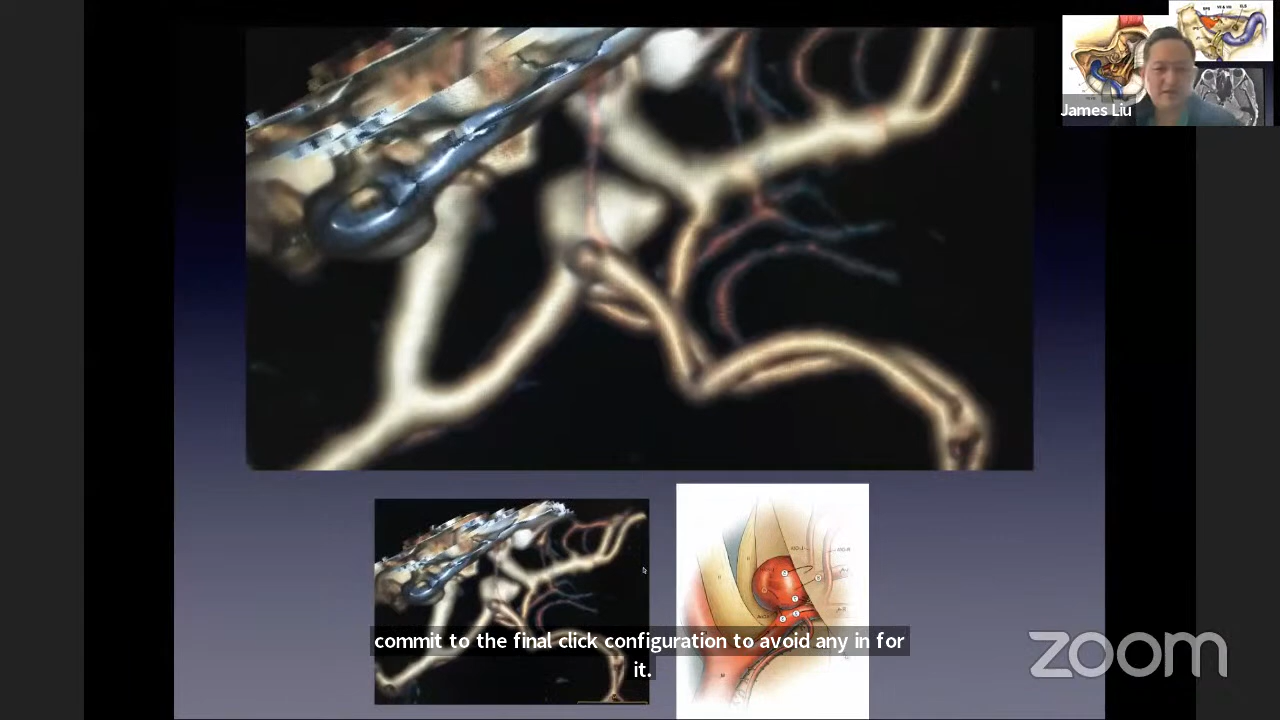 James Liu
commit to the final click configuration to avoid any in for
it.
zoom